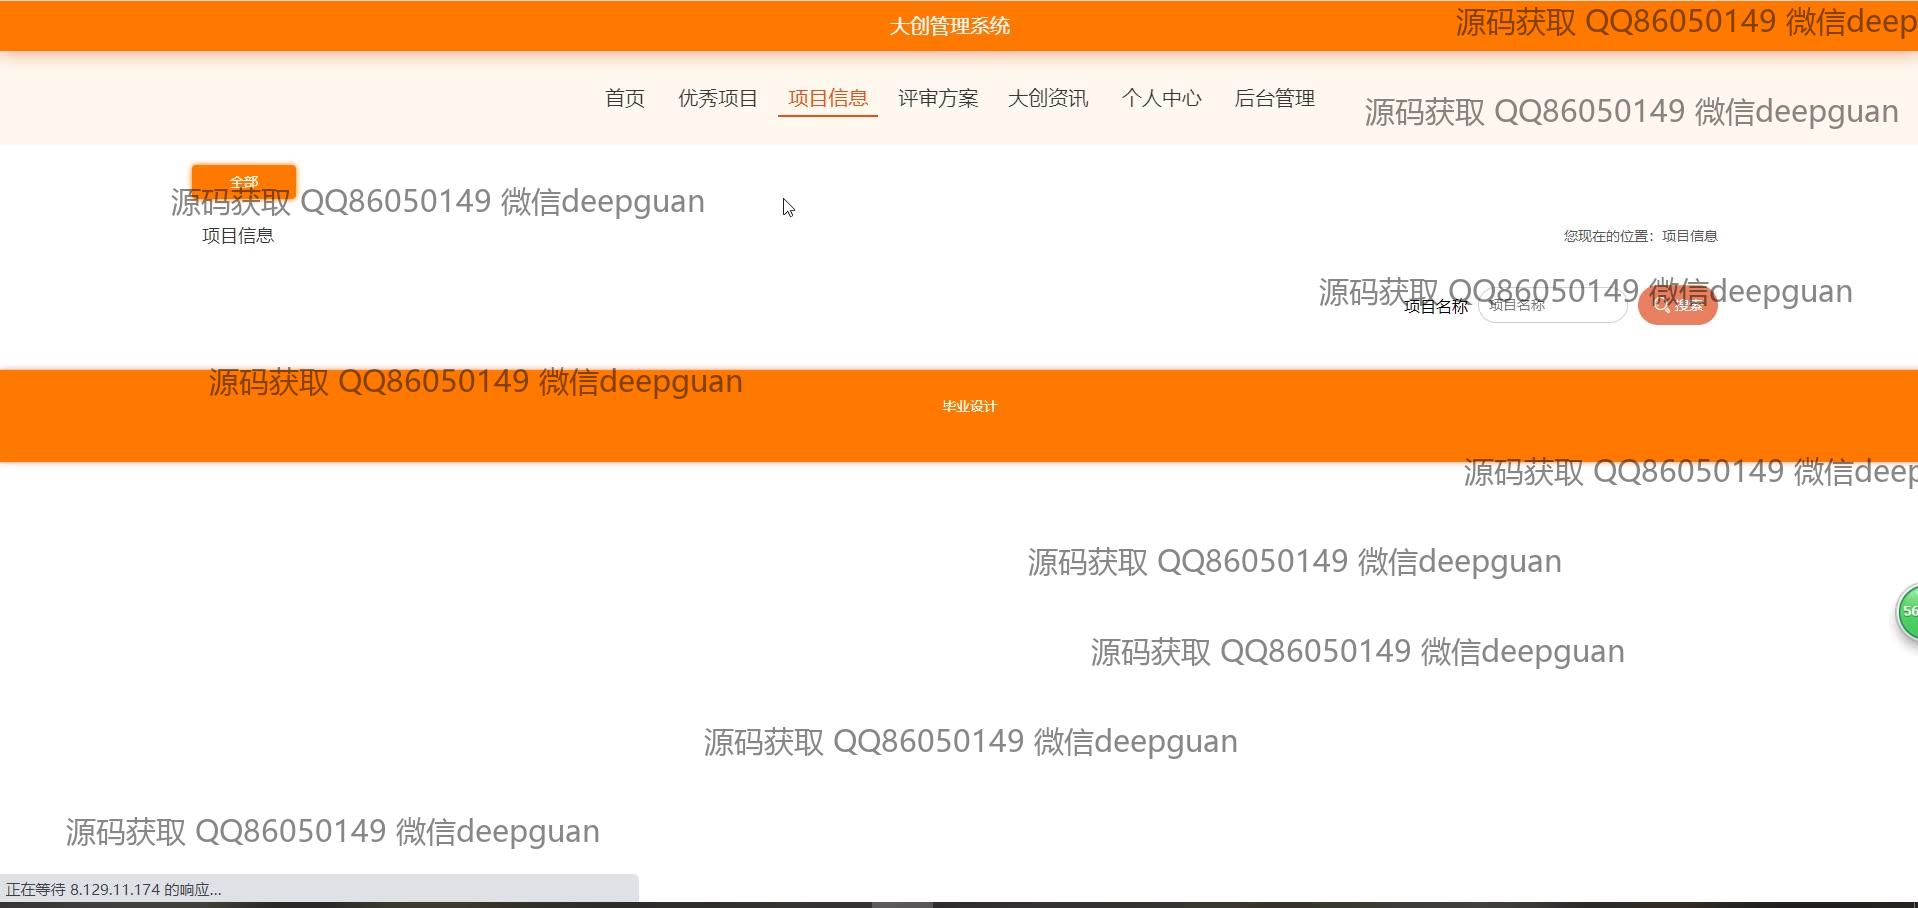 大创管理系统
源码获取 QQ86050149 微信deep
首页 优秀项目 项目信息 评审方案 大创资讯 个人中心 后台管理
源码获取 QQ86050149 微信deepguan
全部
源码获取 QQ86050149 微信deepguan
项目信息
您现在的位置：项目信息
源码获取 QQ86050149 微信deepguan
项目名称 项目名称 搜索
源码获取 QQ86050149 微信deepguan
毕业设计
源码获取 QQ86050149 微信deep
源码获取 QQ86050149 微信deepguan
56
源码获取 QQ86050149 微信deepguan
源码获取 QQ86050149 微信deepguan
源码获取 QQ86050149 微信deepguan
正在等待 8.129.11.174 的响应...